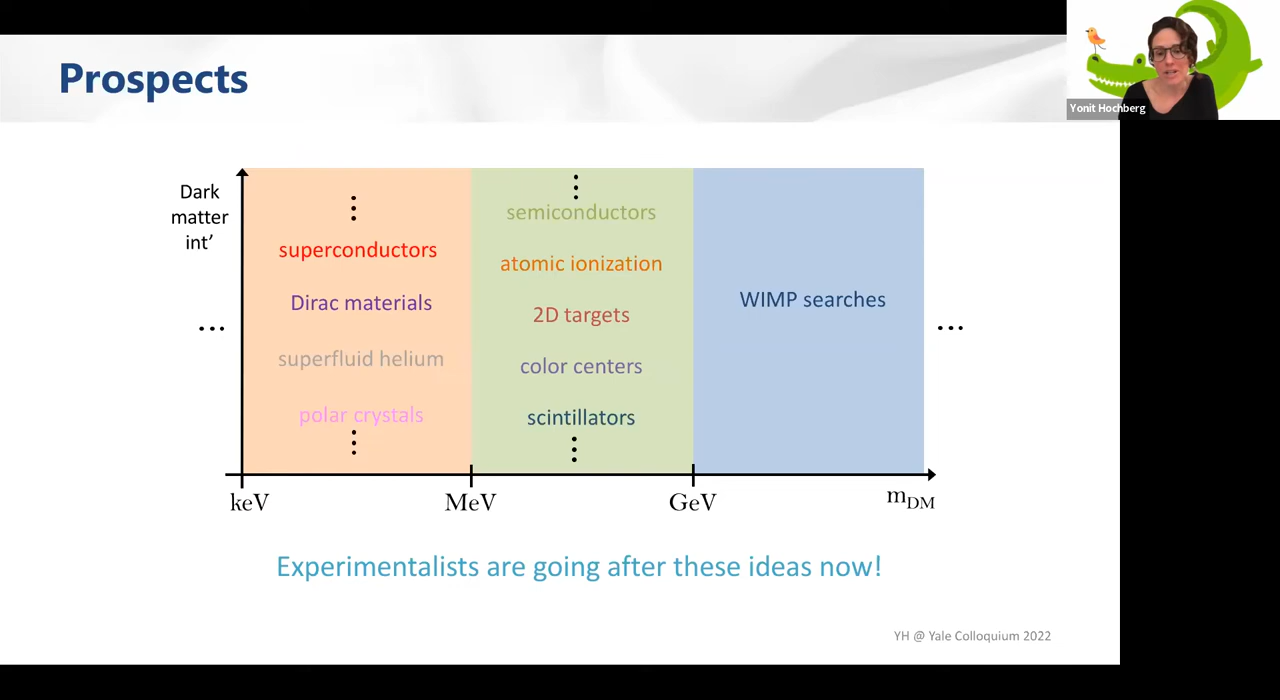 Prospects
Yonit Hochberg
Dark
matter
int’
superconductors
Dirac materials
superfluid helium
polar crystals
semiconductors
atomic ionization
2D targets
color centers
scintillators
WIMP searches
...
...
keV
MeV
GeV
mDM
Experimentalists are going after these ideas now!
YH @ Yale Colloquium 2022